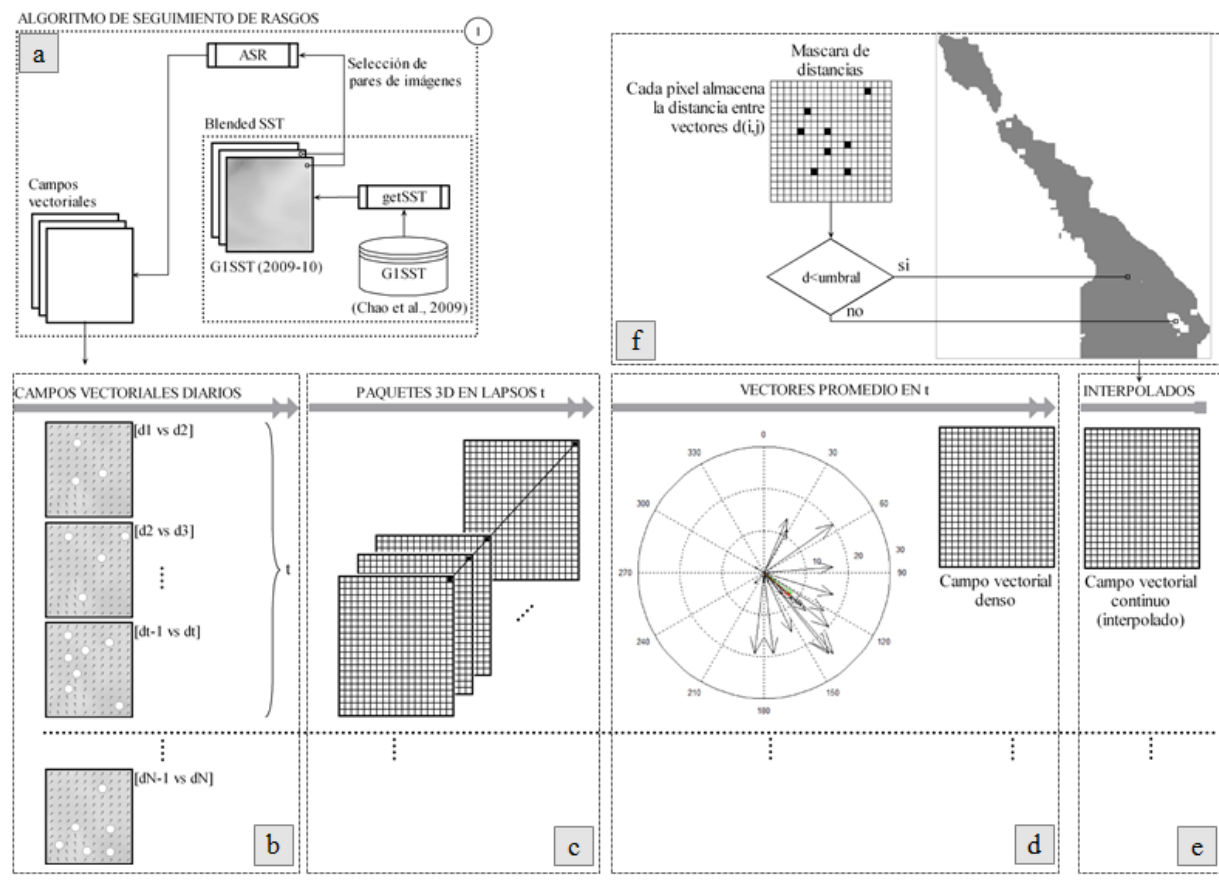 ALGORITMO DE SEGUIMIENTO DE RASGOS
1
a
ASR
Selección de
pares de imágenes
Blended SST
getSST
G1SST
G1SST (2009-10)
(Chao et al., 2009)
Campos
vectoriales
Mascara de
distancias
Cada pixel almacena
la distancia entre
vectores d(i,j)
d<umbral
si
no
f
CAMPOS VECTORIALES DIARIOS
[d1 vs d2]
[d2 vs d3]
[dt-1 vs dt]
t
[dN-1 vs dN]
b
PAQUETES 3D EN LAPSOS t
c
VECTORES PROMEDIO EN t
0
30
60
90
120
150
180
210
240
270
300
330
10
20
30
Campo vectorial
denso
d
INTERPOLADOS
Campo vectorial
continuo
(interpolado)
e